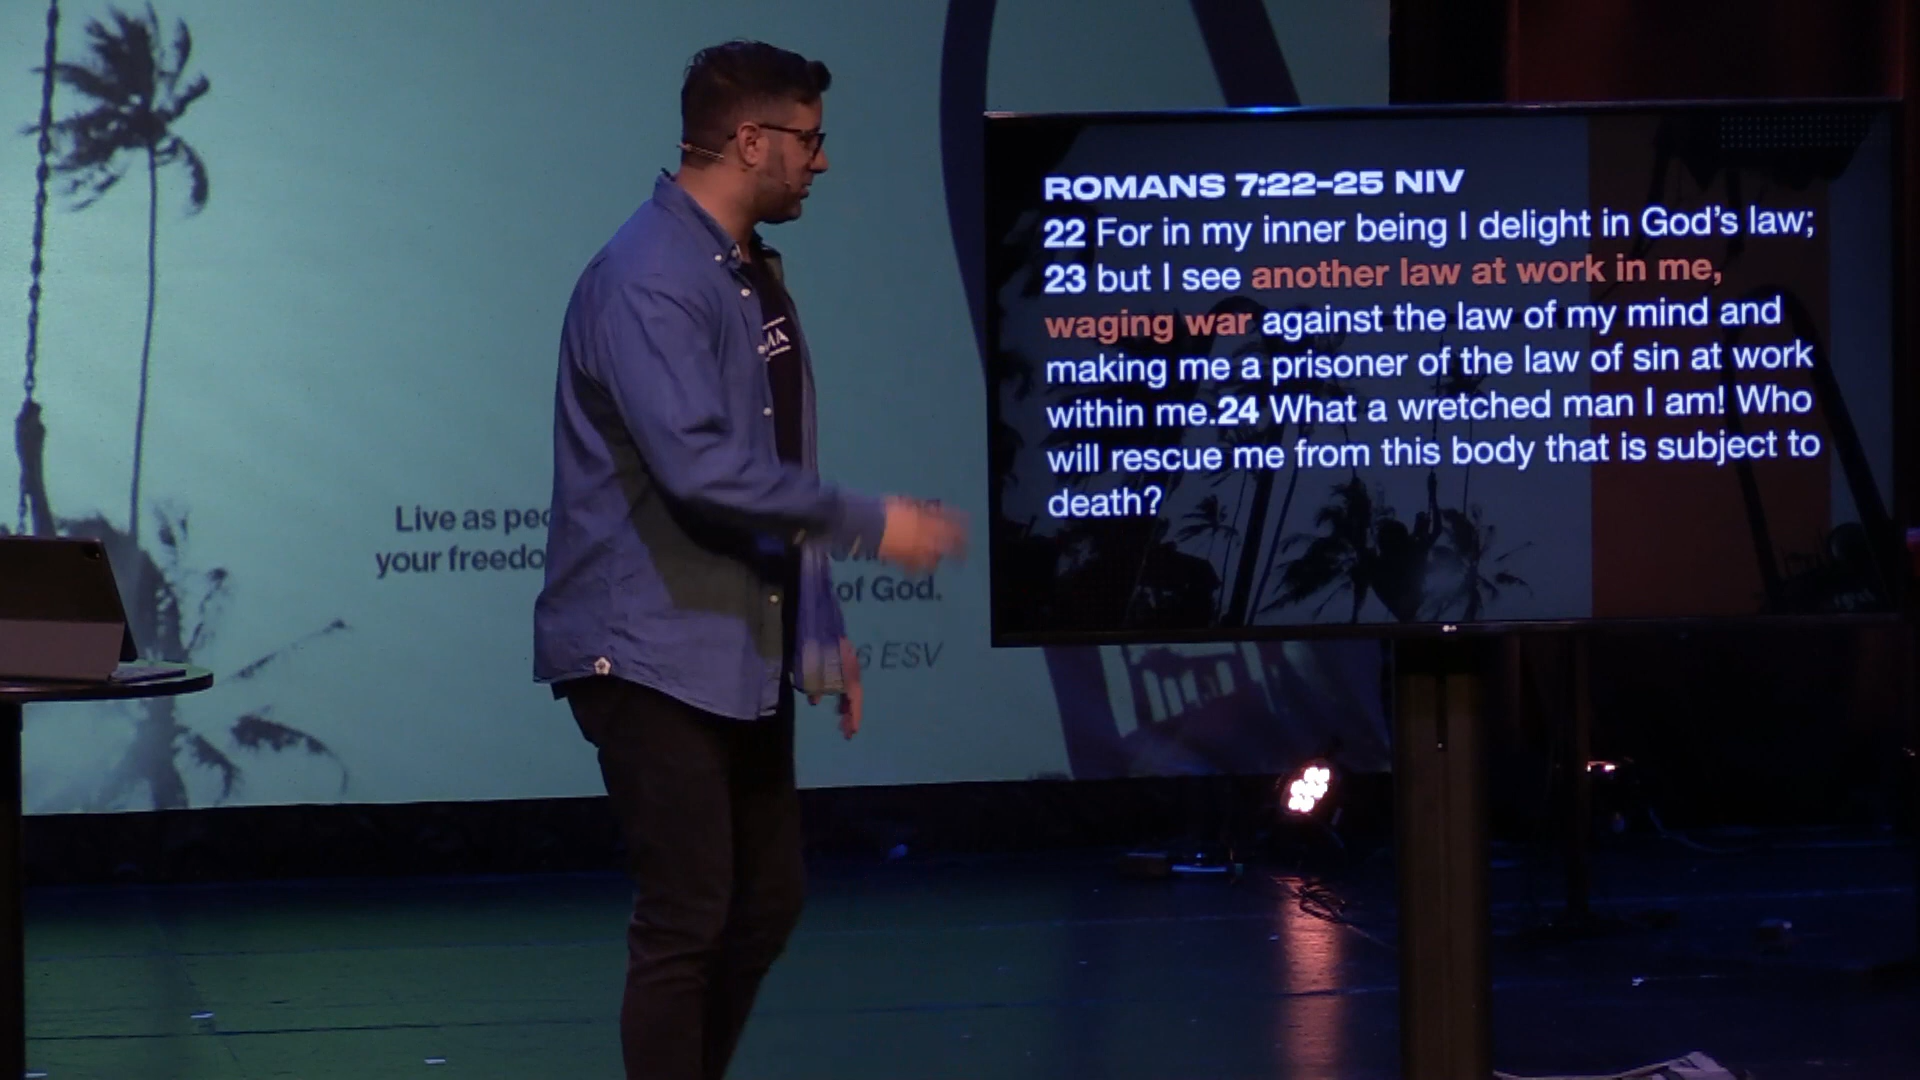 ROMANS 7:22-25 NIV
22 For in my inner being I delight in God's law;
23 but I see another law at work in me,
waging war against the law of my mind and
making me a prisoner of the law of sin at work
within me.24 What a wretched man I am! Who
will rescue me from this body that is subject to
death?
Live as
your
of God.
6 ESV
LG